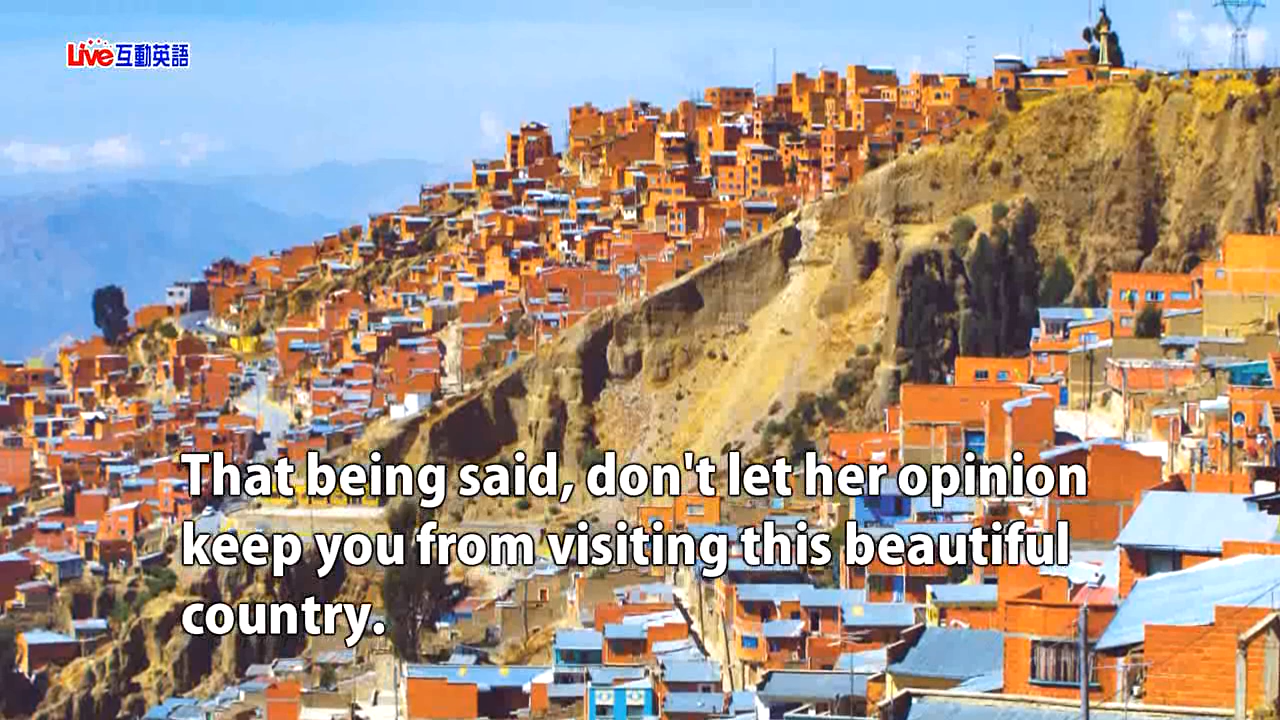 Live互動英語
That being said, don't let her opinion
keep you from visiting this beautiful
country.